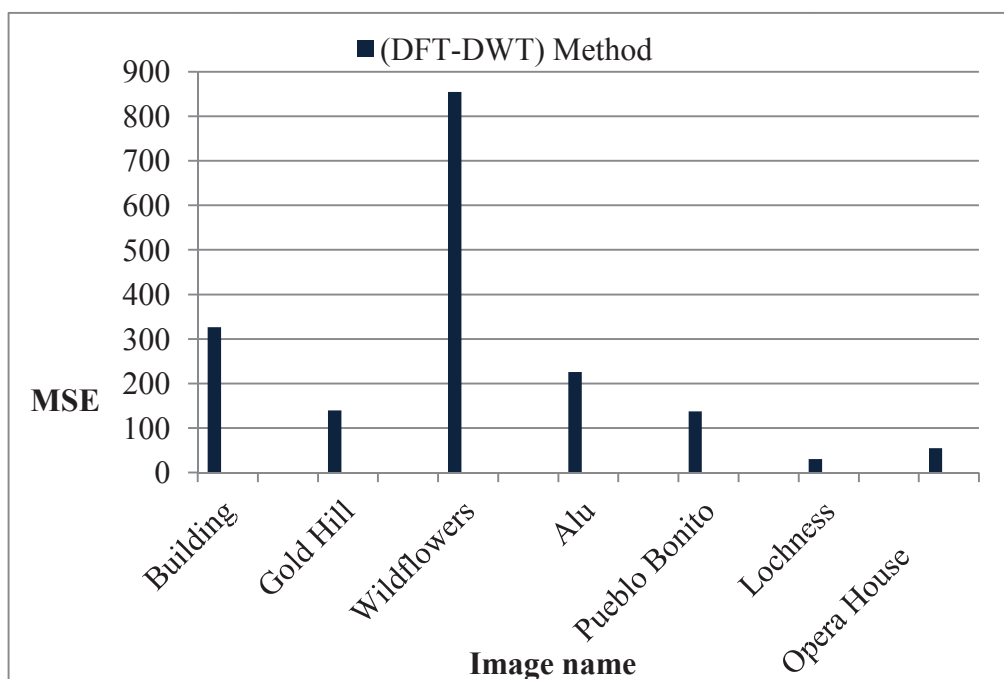 (DFT-DWT) Method
900
800
700
600
500
400
300
200
100
0
MSE
Building
Gold Hill
Wildflowers
Alu
Pueblo Bonito
Lochness
Opera House
Image name